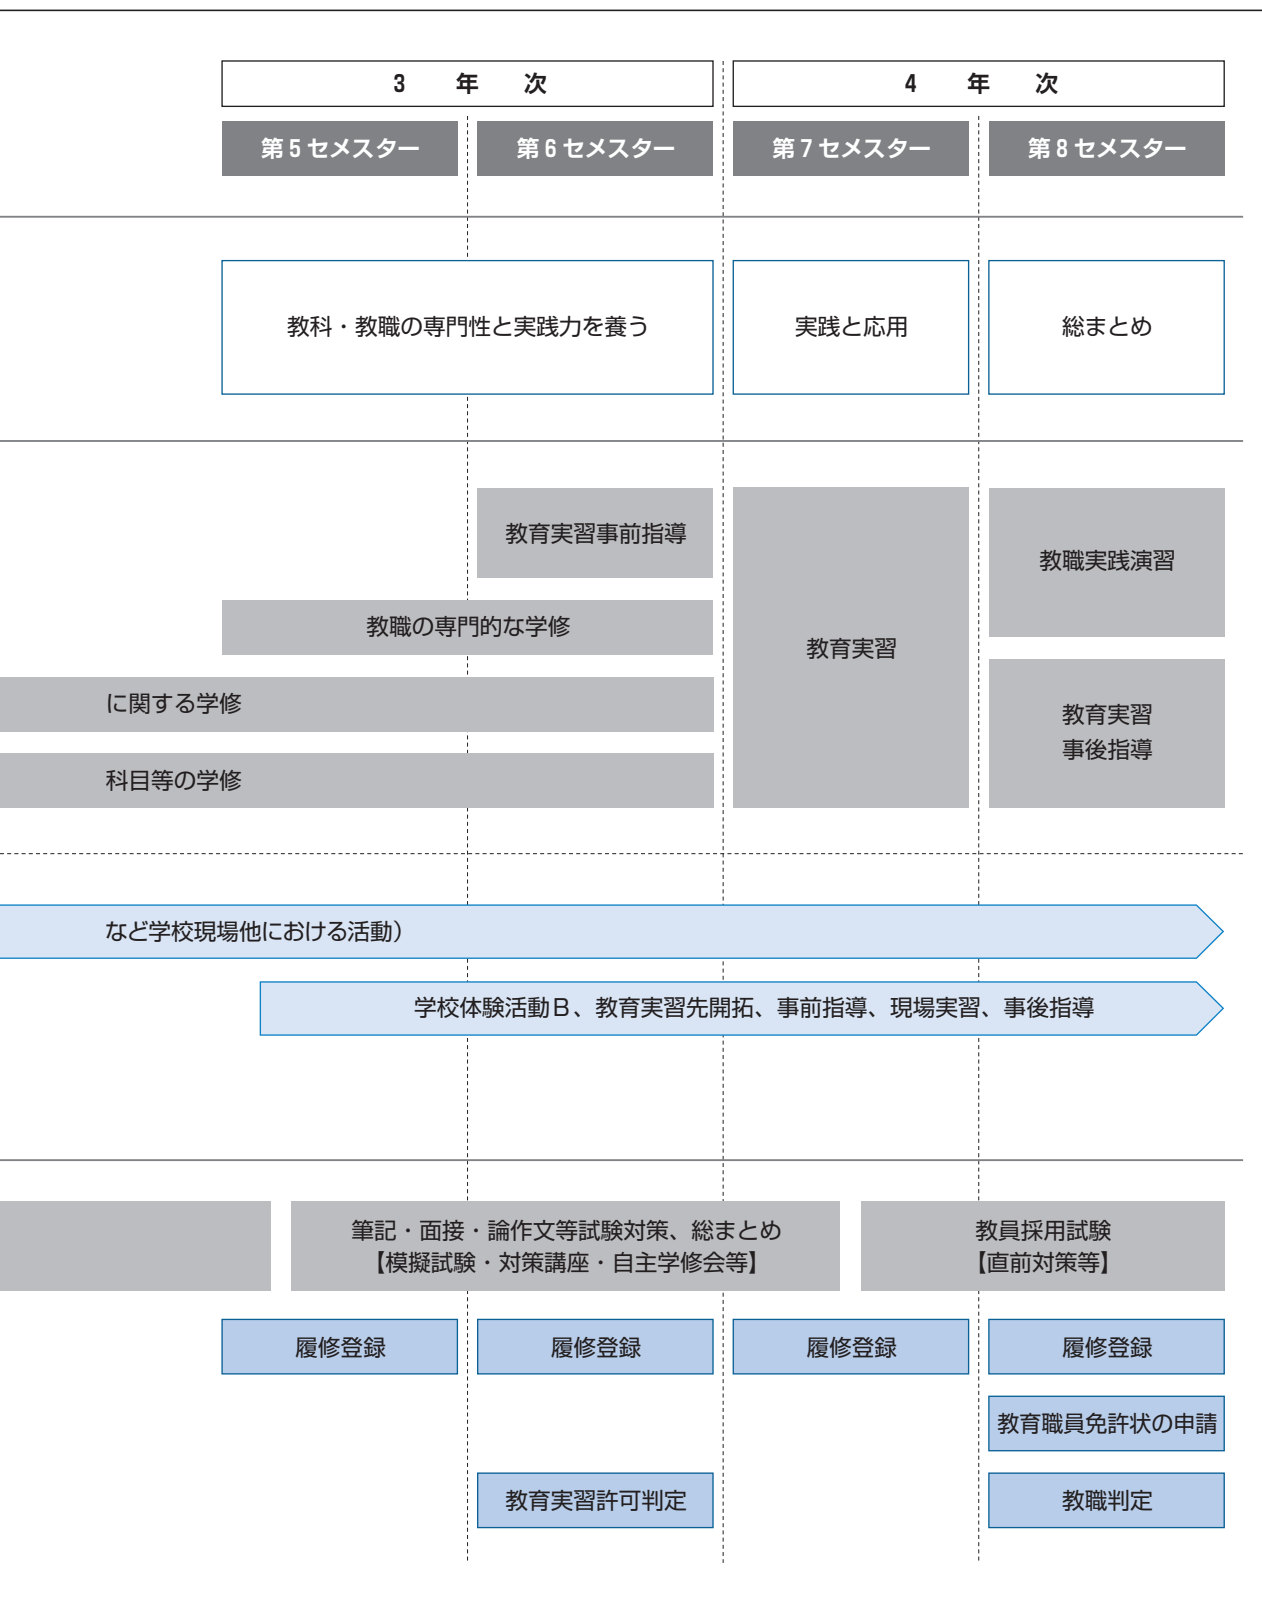 3 年 次
4 年 次
第5セメスター
第6セメスター
第7セメスター
第8セメスター
教科・教職の専門性と実践力を養う
実践と応用
総まとめ
教育実習事前指導
教職の専門的な学修
に関する学修
科目等の学修
教育実習
教職実践演習
教育実習
事後指導
など学校現場他における活動）
学校体験活動B、教育実習先開拓、事前指導、現場実習、事後指導
筆記・面接・論作文等試験対策、総まとめ
【模擬試験・対策講座・自主学修会等】
教員採用試験
【直前対策等】
履修登録
履修登録
履修登録
履修登録
教育職員免許状の申請
教育実習許可判定
教職判定